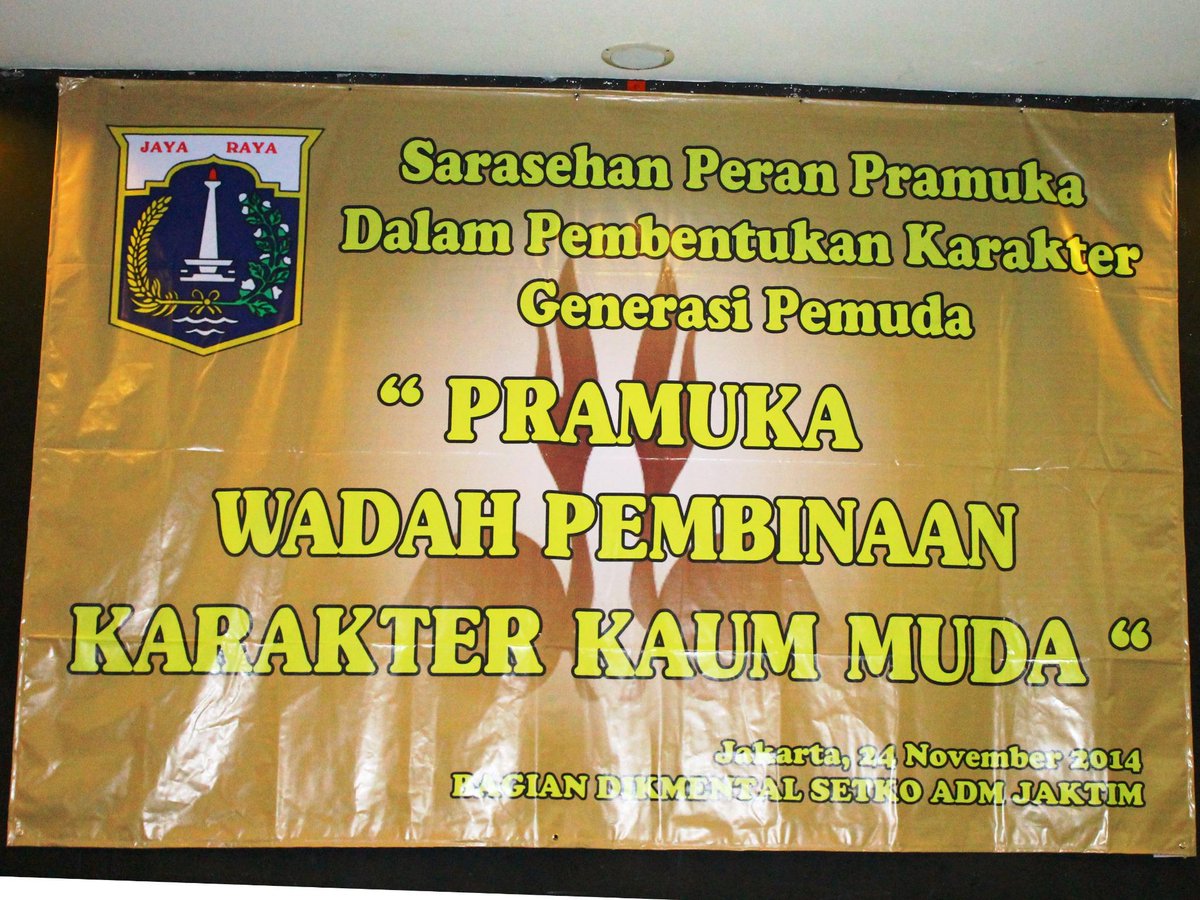 JAYA RAYA
Sarasehan Peran Pramuka
Dalam Pembentukan Karakter
Generasi Pemuda
“ PRAMUKA
WADAH PEMBINAAN
KARAKTER KAUM MUDA “
Jakarta, 24 November 2014
BAGIAN DIKMENTAL SETKO ADM JAKTIM